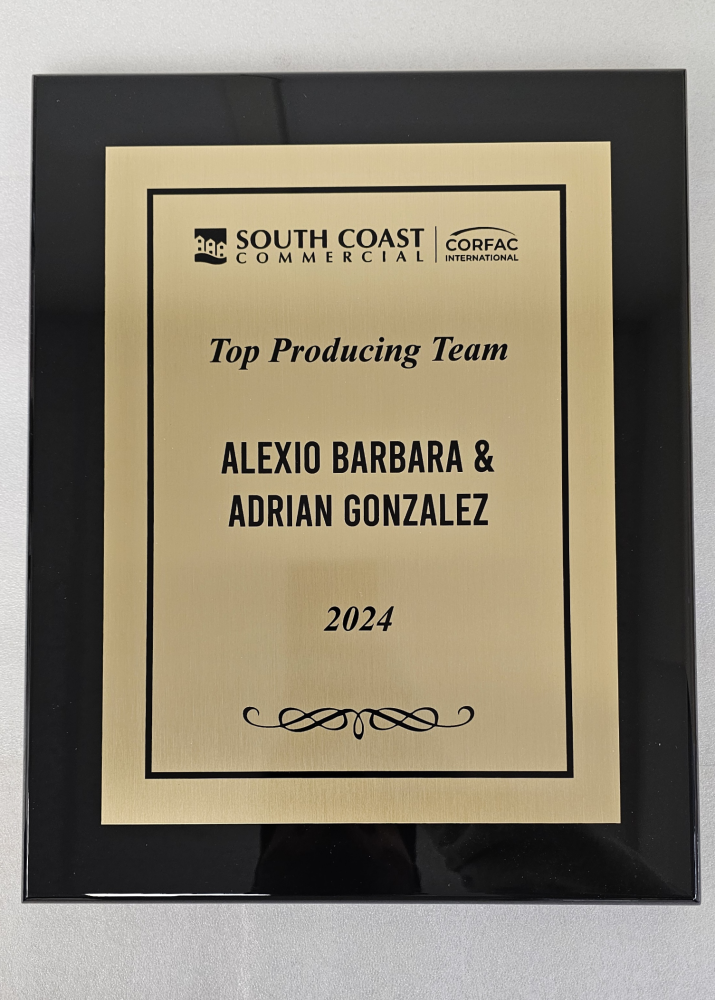 SOUTH COAST
COMMERCIAL
CORFAC
INTERNATIONAL
Top Producing Team
ALEXIO BARBARA &
ADRIAN GONZALEZ
2024